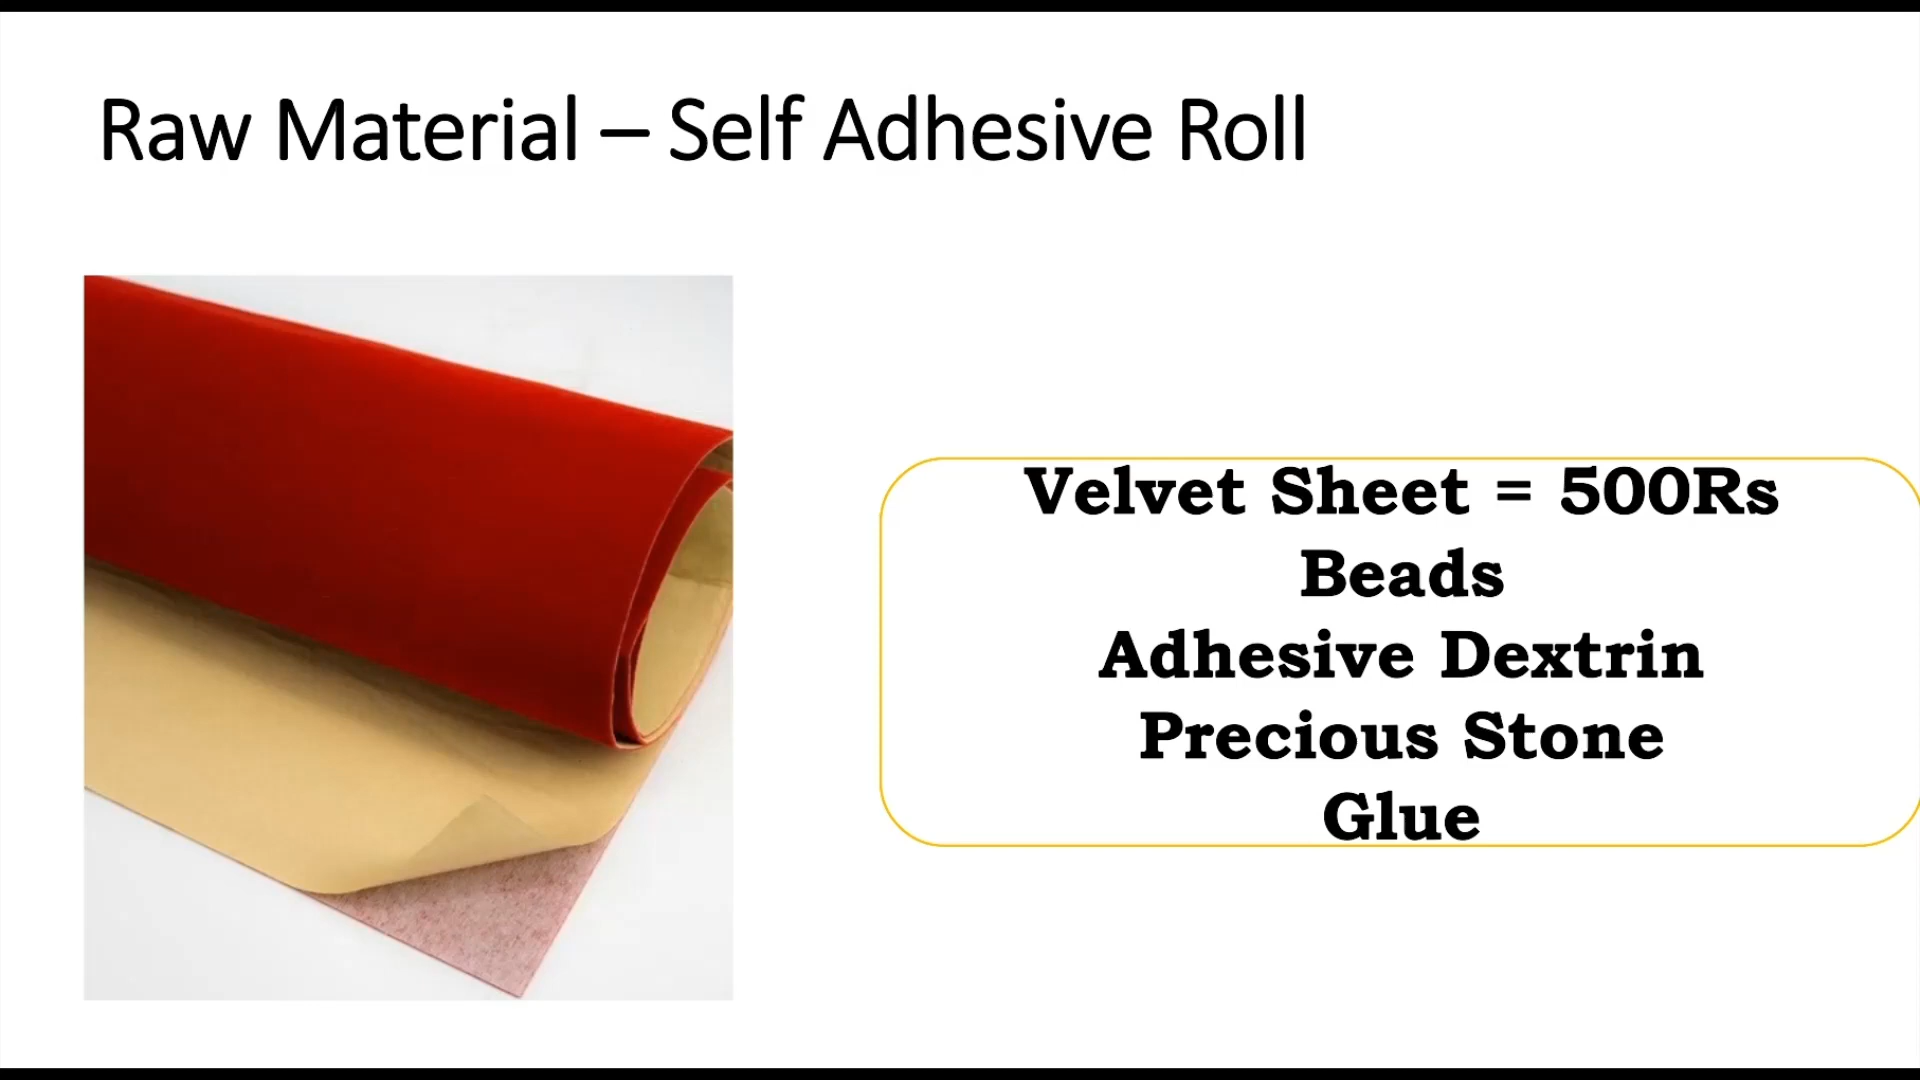 Raw Material – Self Adhesive Roll
Velvet Sheet = 500Rs
Beads
Adhesive Dextrin
Precious Stone
Glue